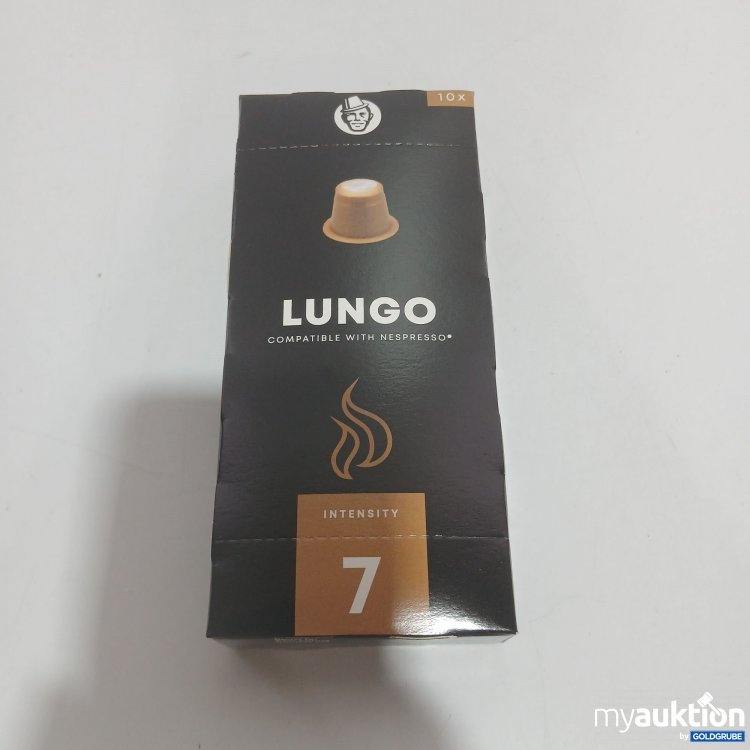 10X
LUNGO
COMPATIBLE WITH NESPRESSO®
INTENSITY
7
myauktion
by GOLDGRUBE